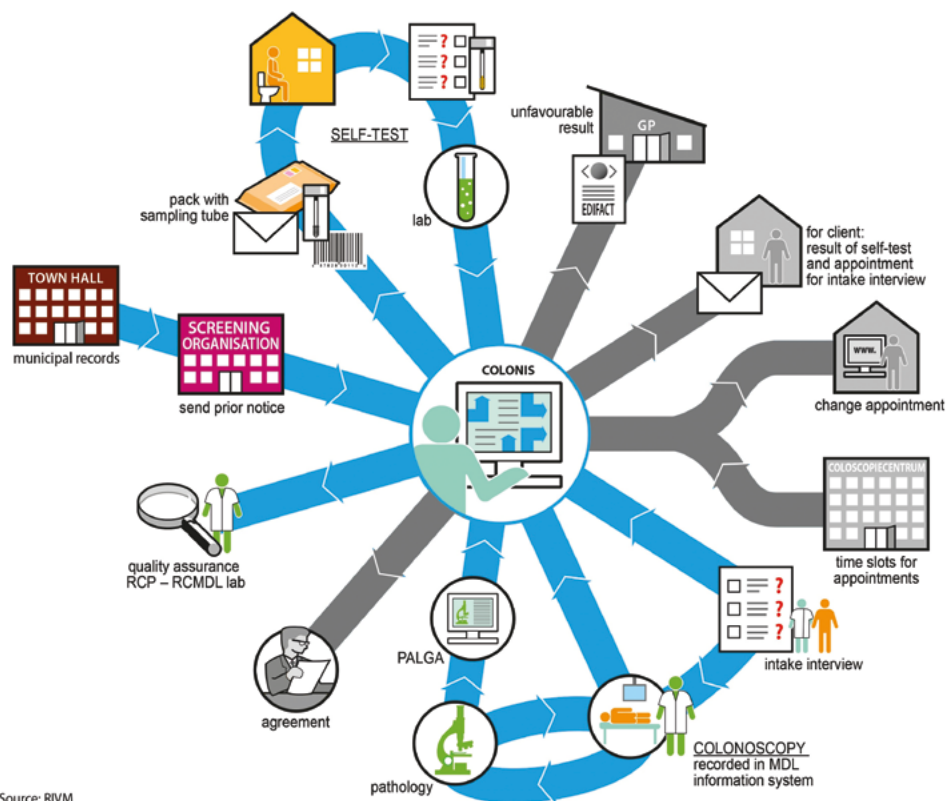 SELF-TEST
?
?
?
unfavourable
result
GP
EDIFACT
pack with
sampling tube
lab
for client:
result of self-test
and appointment
for intake interview
TOWN HALL
municipal records
SCREENING
ORGANISATION
send prior notice
COLONIS
www.
change appointment
COLOSCOPIECENTRUM
time slots for
appointments
quality assurance
RCP – RCMDL lab
?
?
?
intake interview
PALGA
agreement
pathology
COLONOSCOPY
recorded in MDL
information system
Source: RIVM